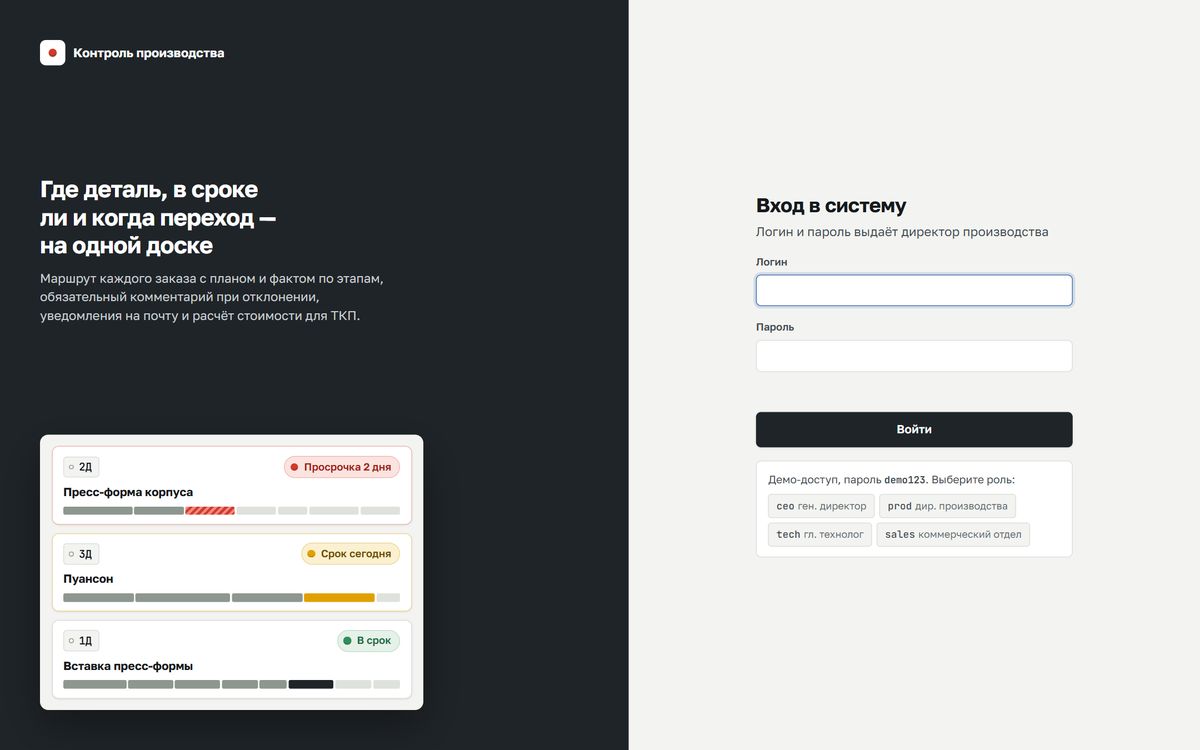 Контроль производства
Где деталь, в сроке
ли и когда переход —
на одной доске
Маршрут каждого заказа с планом и фактом по этапам,
обязательный комментарий при отклонении,
уведомления на почту и расчёт стоимости для ТКП.
2Д
Просрочка 2 дня
Пресс-форма корпуса
3Д
Срок сегодня
Пуансон
1Д
В срок
Вставка пресс-формы
Вход в систему
Логин и пароль выдаёт директор производства
Логин
Пароль
Войти
Демо-доступ, пароль demo123. Выберите роль:
ceo ген. директор
prod дир. производства
tech гл. технолог
sales коммерческий отдел